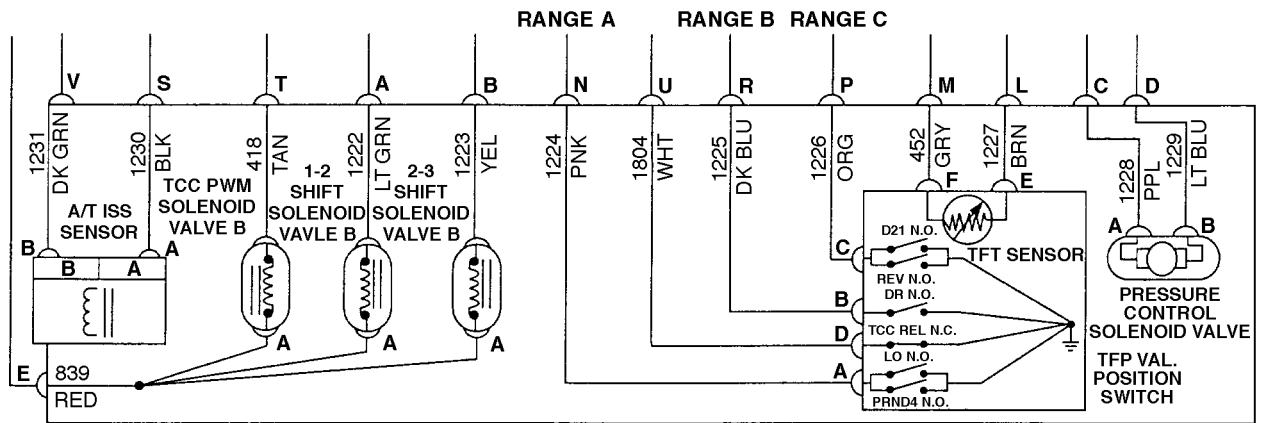 RANGE A RANGE B RANGE C
V S T A B N U R P M L C D
1231 DK GRN
1230 BLK
418 TAN
1222 LT GRN
1223 YEL
1224 PNK
1804 WHT
1225 DK BLU
1226 ORG
452 GRY
1227 BRN
1228 PPL
1229 LT BLU
A/T ISS
SENSOR
B A
B A
TCC PWM
SOLENOID
VALVE B
1-2
SHIFT
SOLENOID
VAVLE B
2-3
SHIFT
SOLENOID
VALVE B
A A A
E 839
RED
F E
TFT SENSOR
C
D21 N.O.
REV N.O.
B
DR N.O.
D
TCC REL N.C.
A
LO N.O.
PRND4 N.O.
A B
PRESSURE
CONTROL
SOLENOID VALVE
TFP VAL.
POSITION
SWITCH